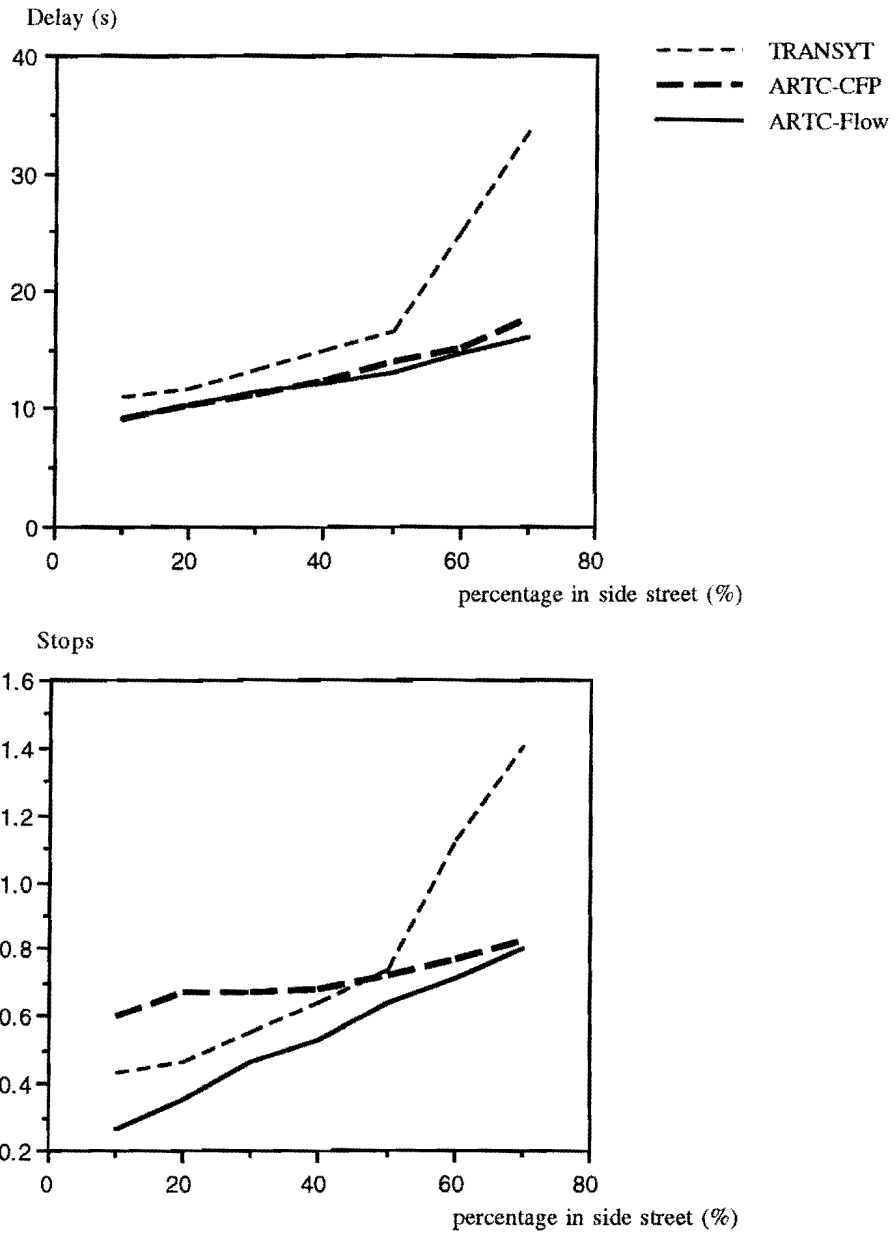 Delay (s)
40
30
20
10
0
0 20 40 60 80
percentage in side street (%)
TRANSYT
ARTC-CFP
ARTC-Flow
Stops
1.6
1.4
1.2
1.0
0.8
0.6
0.4
0.2
0 20 40 60 80
percentage in side street (%)